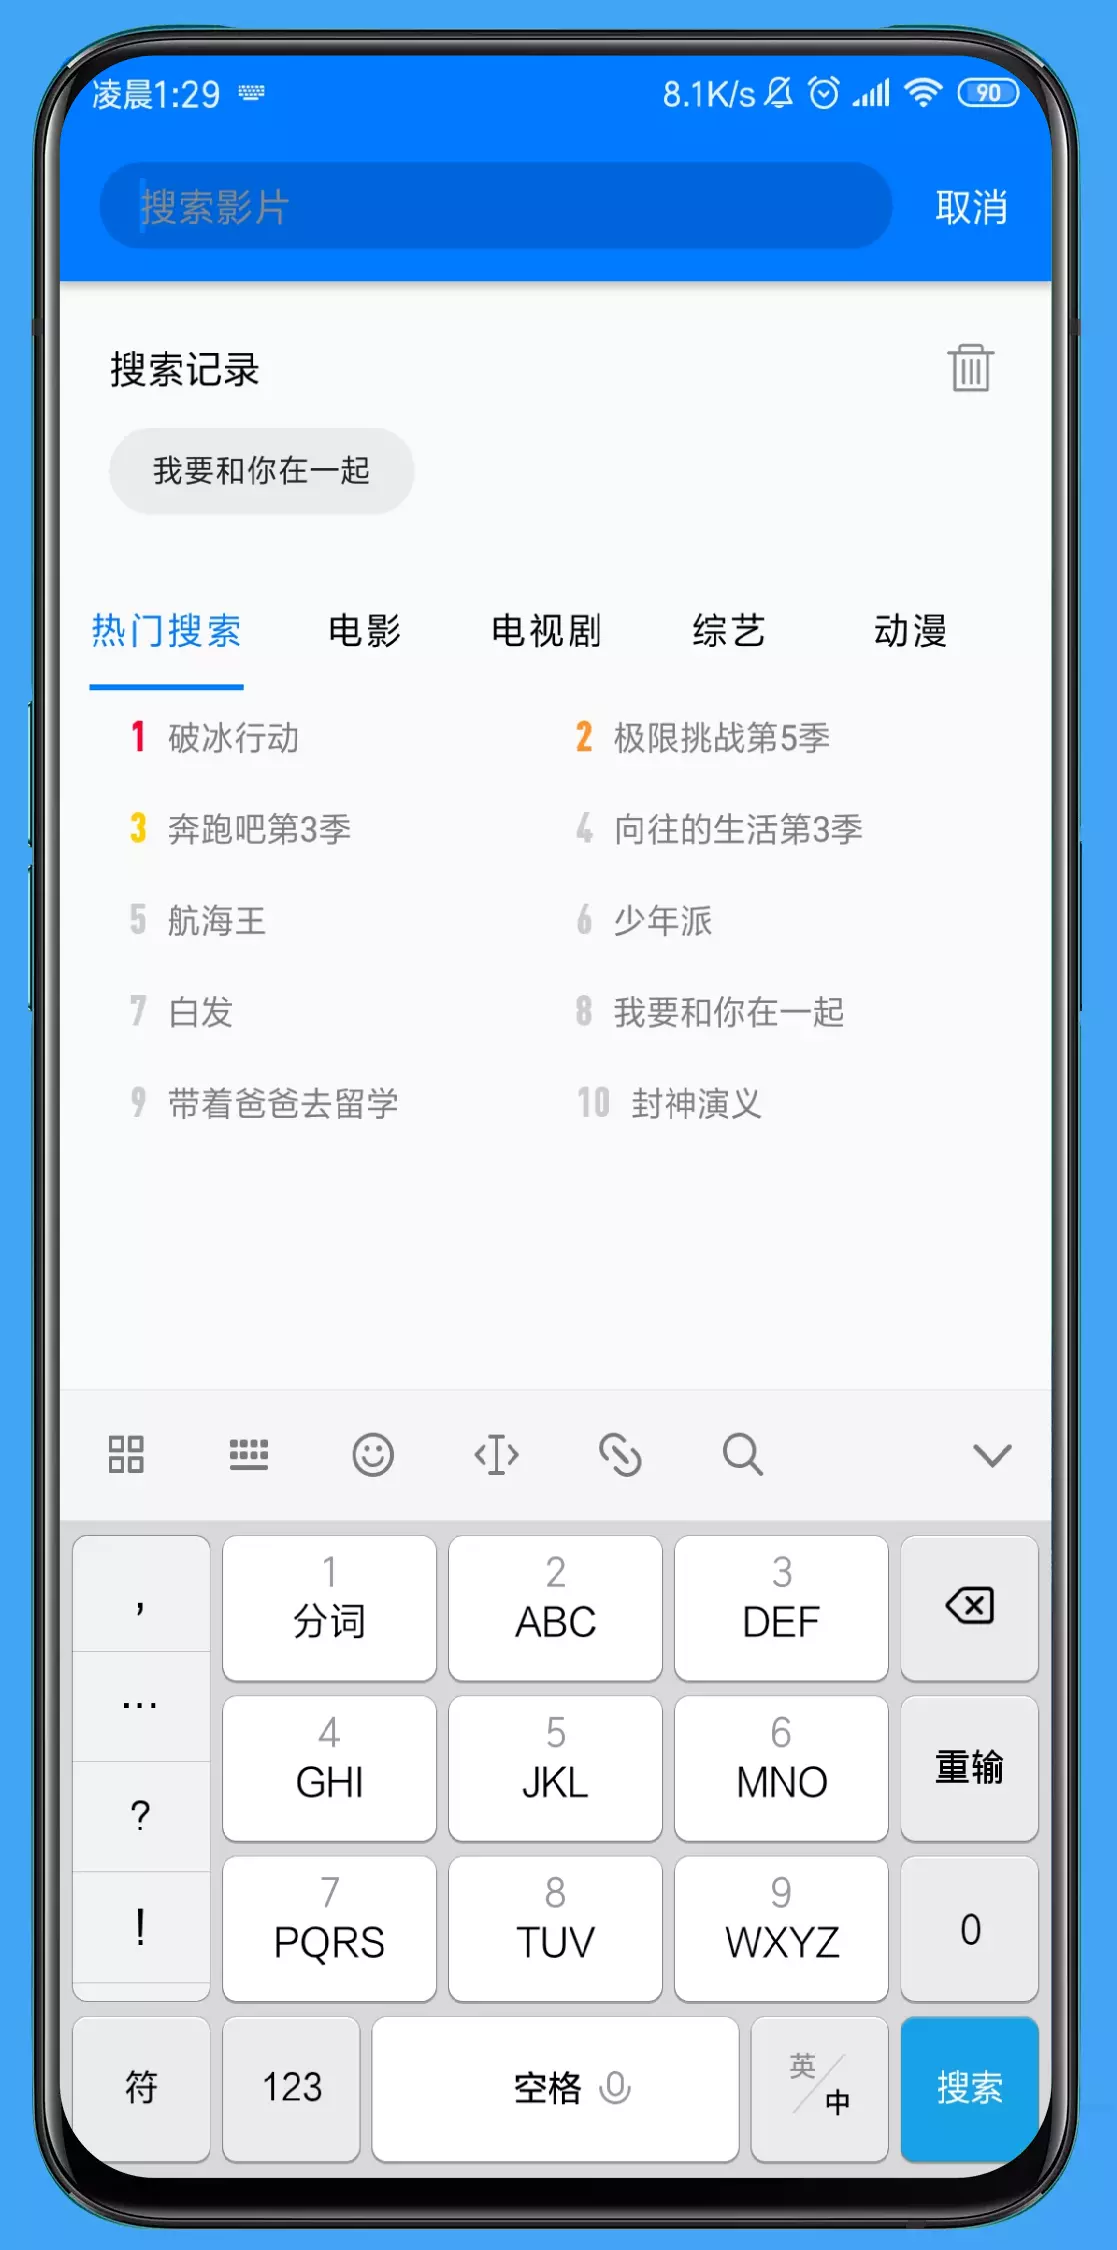 凌晨1:29 8.1K/s 90
搜索影片 取消
搜索记录
我要和你在一起
热门搜索 电影 电视剧 综艺 动漫
1 破冰行动 2 极限挑战第5季
3 奔跑吧第3季 4 向往的生活第3季
5 航海王 6 少年派
7 白发 8 我要和你在一起
9 带着爸爸去留学 10 封神演义
, 1 分词 2 ABC 3 DEF
...
4 GHI 5 JKL 6 MNO 重输
?
! 7 PQRS 8 TUV 9 WXYZ 0
符 123 空格 英/中 搜索